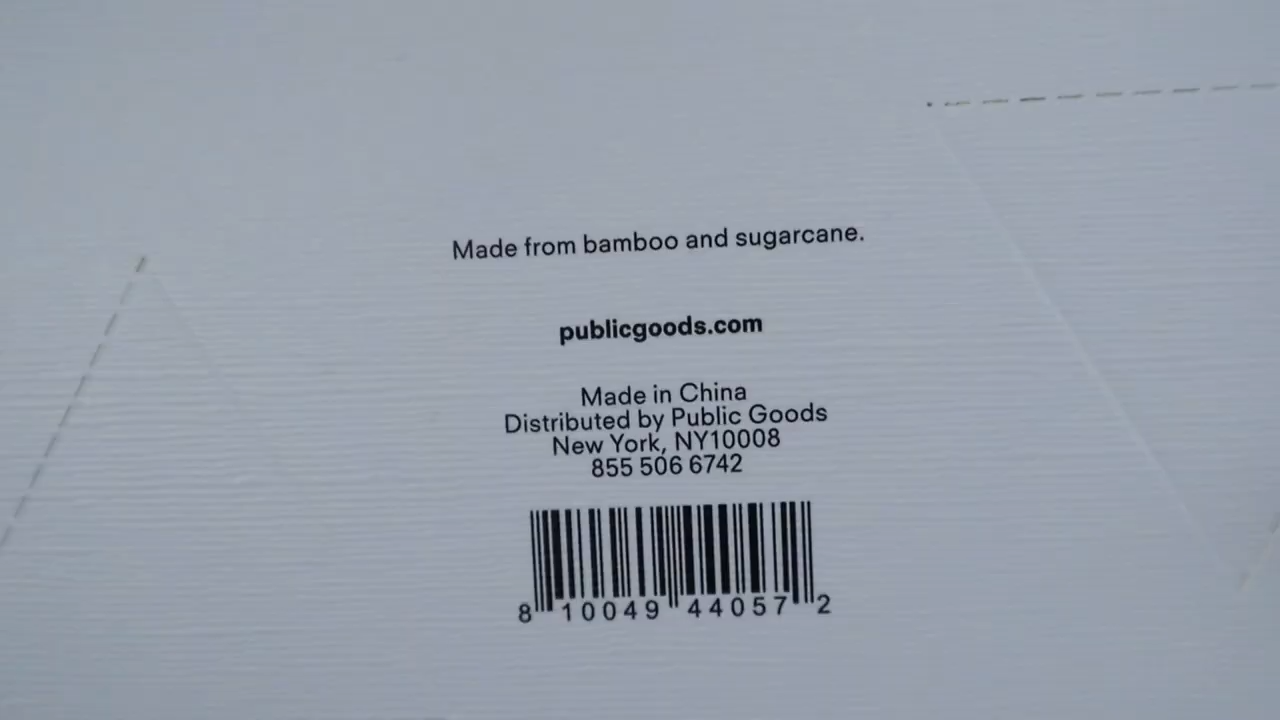 Made from bamboo and sugarcane.
publicgoods.com
Made in China
Distributed by Public Goods
New York, NY10008
855 506 6742
8 10049 44057 2